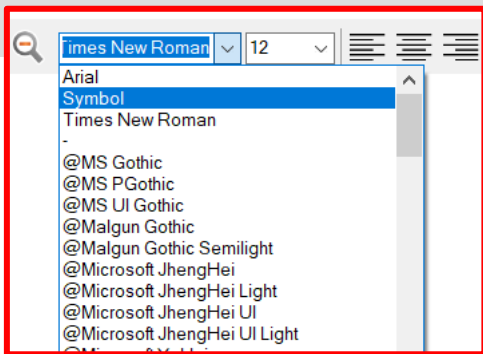 Times New Roman 12
Arial
Symbol
Times New Roman
-
@MS Gothic
@MS PGothic
@MS UI Gothic
@Malgun Gothic
@Malgun Gothic Semilight
@Microsoft JhengHei
@Microsoft JhengHei Light
@Microsoft JhengHei UI
@Microsoft JhengHei UI Light